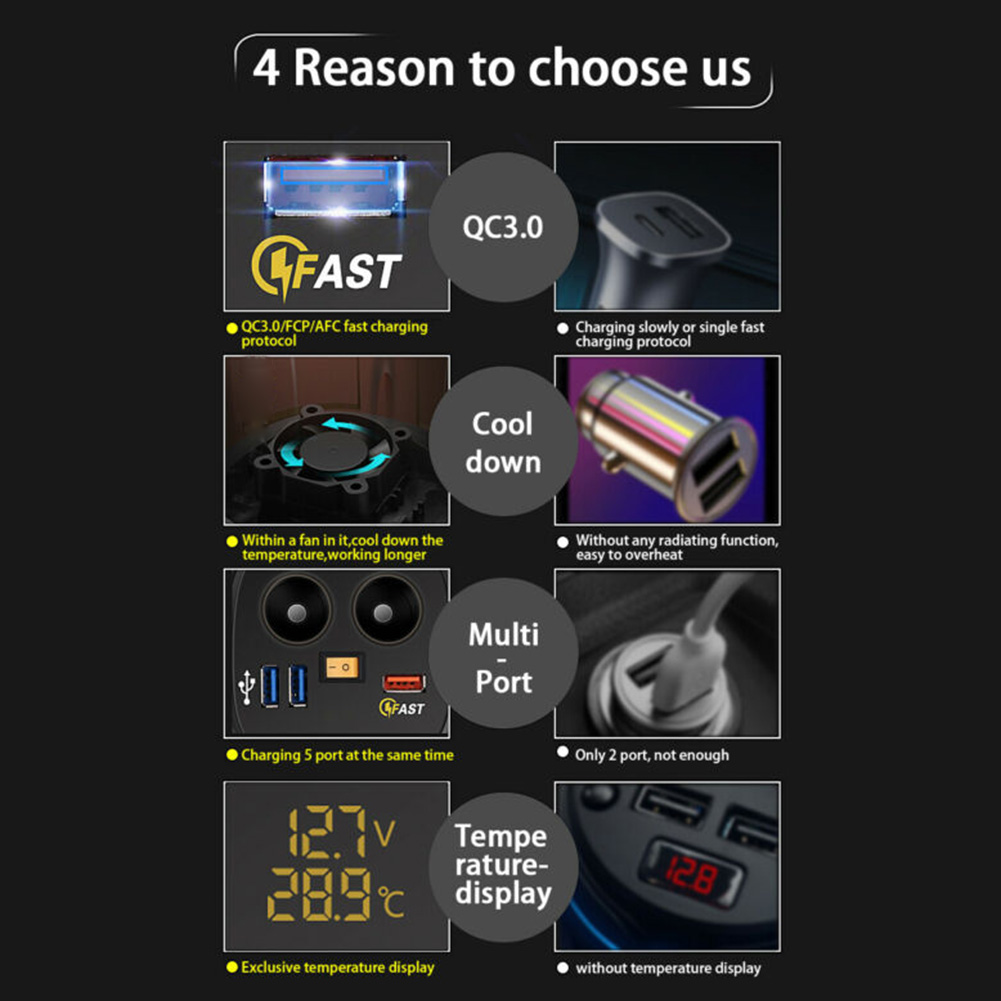 4 Reason to choose us
FAST
QC3.0
QC3.0/FCP/AFC fast charging
protocol
Charging slowly or single fast
charging protocol
Cool
down
Within a fan in it,cool down the
temperature,working longer
Without any radiating function,
easy to overheat
- O
FAST
Multi
-
Port
Charging 5 port at the same time
Only 2 port, not enough
12.7V
28.9°C
Tempe
rature-
display
12.8
Exclusive temperature display
without temperature display